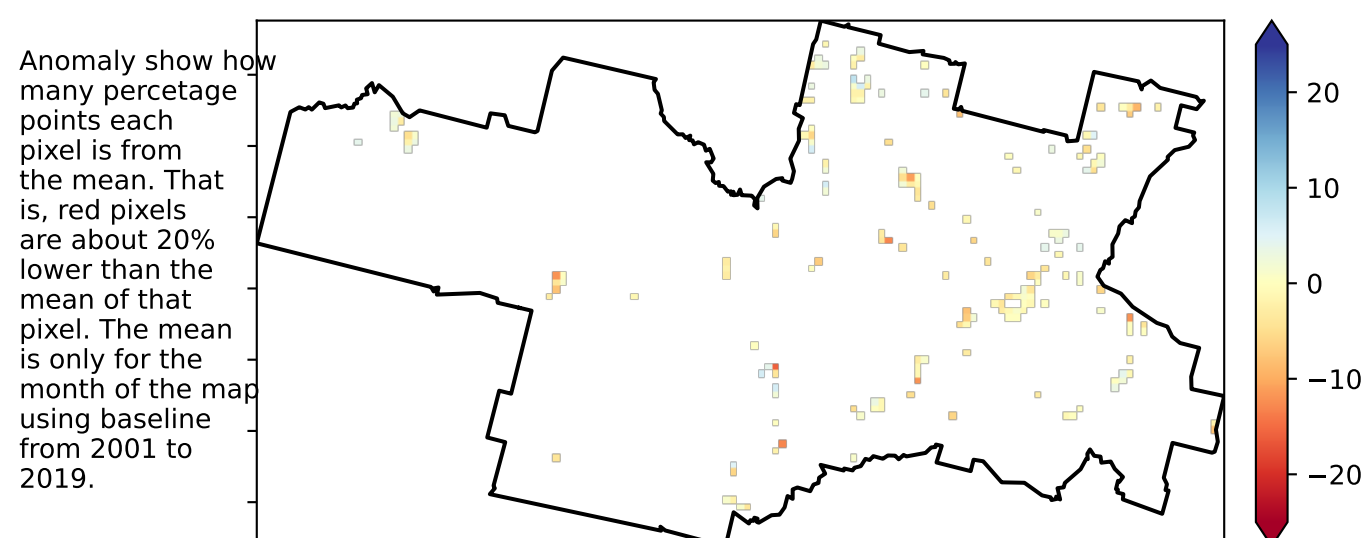 Anomaly show how
many percetage
points each
pixel is from
the mean. That
is, red pixels
are about 20%
lower than the
mean of that
pixel. The mean
is only for the
month of the map
using baseline
from 2001 to
2019.
20
10
0
−10
−20